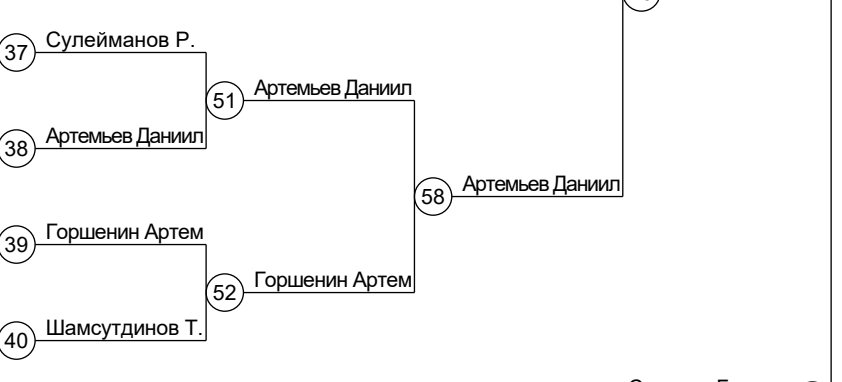 37 Сулейманов Р.
51 Артемьев Даниил
38 Артемьев Даниил
58 Артемьев Даниил
39 Горшенин Артем
52 Горшенин Артем
40 Шамсутдинов Т.